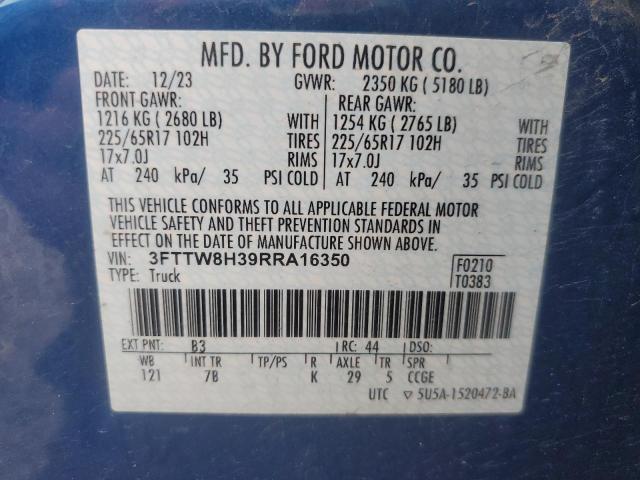 MFD. BY FORD MOTOR CO.
DATE: 12/23 GVWR: 2350 KG ( 5180 LB)
FRONT GAWR: REAR GAWR:
1216 KG ( 2680 LB) WITH 1254 KG ( 2765 LB) WITH
225/65R17 102H TIRES 225/65R17 102H TIRES
17x7.0J RIMS 17x7.0J RIMS
AT 240 kPa/ 35 PSI COLD AT 240 kPa/ 35 PSI COLD
THIS VEHICLE CONFORMS TO ALL APPLICABLE FEDERAL MOTOR
VEHICLE SAFETY AND THEFT PREVENTION STANDARDS IN
EFFECT ON THE DATE OF MANUFACTURE SHOWN ABOVE.
VIN: 3FTTW8H39RRA16350 F0210
TYPE: Truck T0383
EXT PNT: B3 RC: 44 DSO:
WB INT TR TP/PS R AXLE TR SPR
121 7B K 29 5 CCGE
UTC ▽ 5U5A-1520472-BA